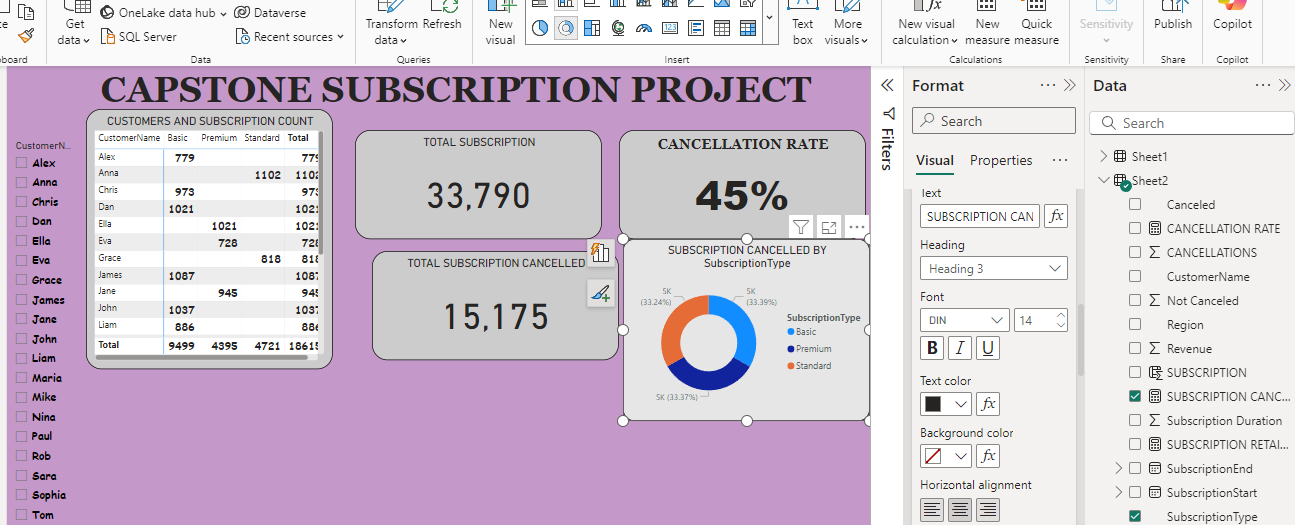 OneLake data hub
Dataverse
Get data
SQL Server
Recent sources
Transform data
Refresh
New visual
Text box
More visuals
New visual calculation
New measure
Quick measure
Sensitivity
Publish
Copilot
Data
Queries
Insert
Calculations
Sensitivity
Share
Copilot
CAPSTONE SUBSCRIPTION PROJECT
CustomerN...
Alex
Anna
Chris
Dan
Ella
Eva
Grace
James
Jane
John
Liam
Maria
Mike
Nina
Paul
Rob
Sara
Sophia
Tom
CUSTOMERS AND SUBSCRIPTION COUNT
CustomerName Basic Premium Standard Total
Alex 779 779
Anna 1102 1102
Chris 973 973
Dan 1021 1021
Ella 1021 1021
Eva 728 728
Grace 818 818
James 1087 1087
Jane 945 945
John 1037 1037
Liam 886 886
Total 9499 4395 4721 18615
TOTAL SUBSCRIPTION
33,790
CANCELLATION RATE
45%
TOTAL SUBSCRIPTION CANCELLED
15,175
SUBSCRIPTION CANCELLED BY
SubscriptionType
5K
(33.24%)
5K
(33.39%)
5K (33.37%)
SubscriptionType
Basic
Premium
Standard
Filters
Format
Search
Visual Properties
Text
SUBSCRIPTION CAN
fx
Heading
Heading 3
Font
DIN 14
B I U
Text color
fx
Background color
fx
Horizontal alignment
Data
Search
Sheet1
Sheet2
Canceled
CANCELLATION RATE
CANCELLATIONS
CustomerName
Not Canceled
Region
Revenue
SUBSCRIPTION
SUBSCRIPTION CANC...
Subscription Duration
SUBSCRIPTION RETAI...
SubscriptionEnd
SubscriptionStart
SubscriptionType